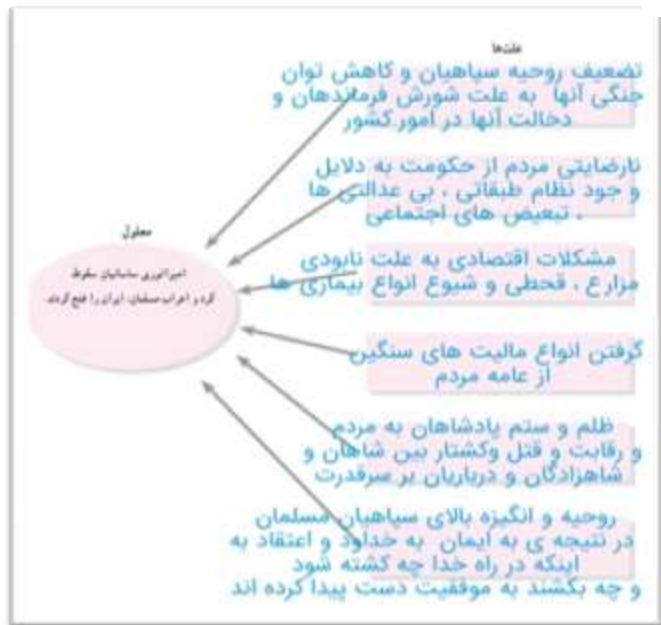 علت‌ها
تضعیف روحیه سپاهیان و کاهش توان
جنگی آنها به علت شورش فرماندهان و
دخالت آنها در امور کشور
نارضایتی مردم از حکومت به دلایل
و جود نظام طبقاتی ، بی عدالتی ها
، تبعیض های اجتماعی
مشکلات اقتصادی به علت نابودی
مزارع ، قحطی و شیوع انواع بیماری ها
گرفتن انواع مالیت های سنگین
از عامه مردم
ظلم و ستم پادشاهان به مردم
و رقابت و قتل وکشتار بین شاهان و
شاهزادگان و درباریان بر سرقدرت
روحیه و انگیزه بالای سپاهیان مسلمان
در نتیجه ی به ایمان به خداود و اعتقاد به
اینکه در راه خدا چه کشته شود
و چه بکشند به موفقیت دست پیدا کرده اند
معلول
امپراتوری ساسانیان سقوط
کرد و اعراب مسلمان، ایران را فتح کردند.